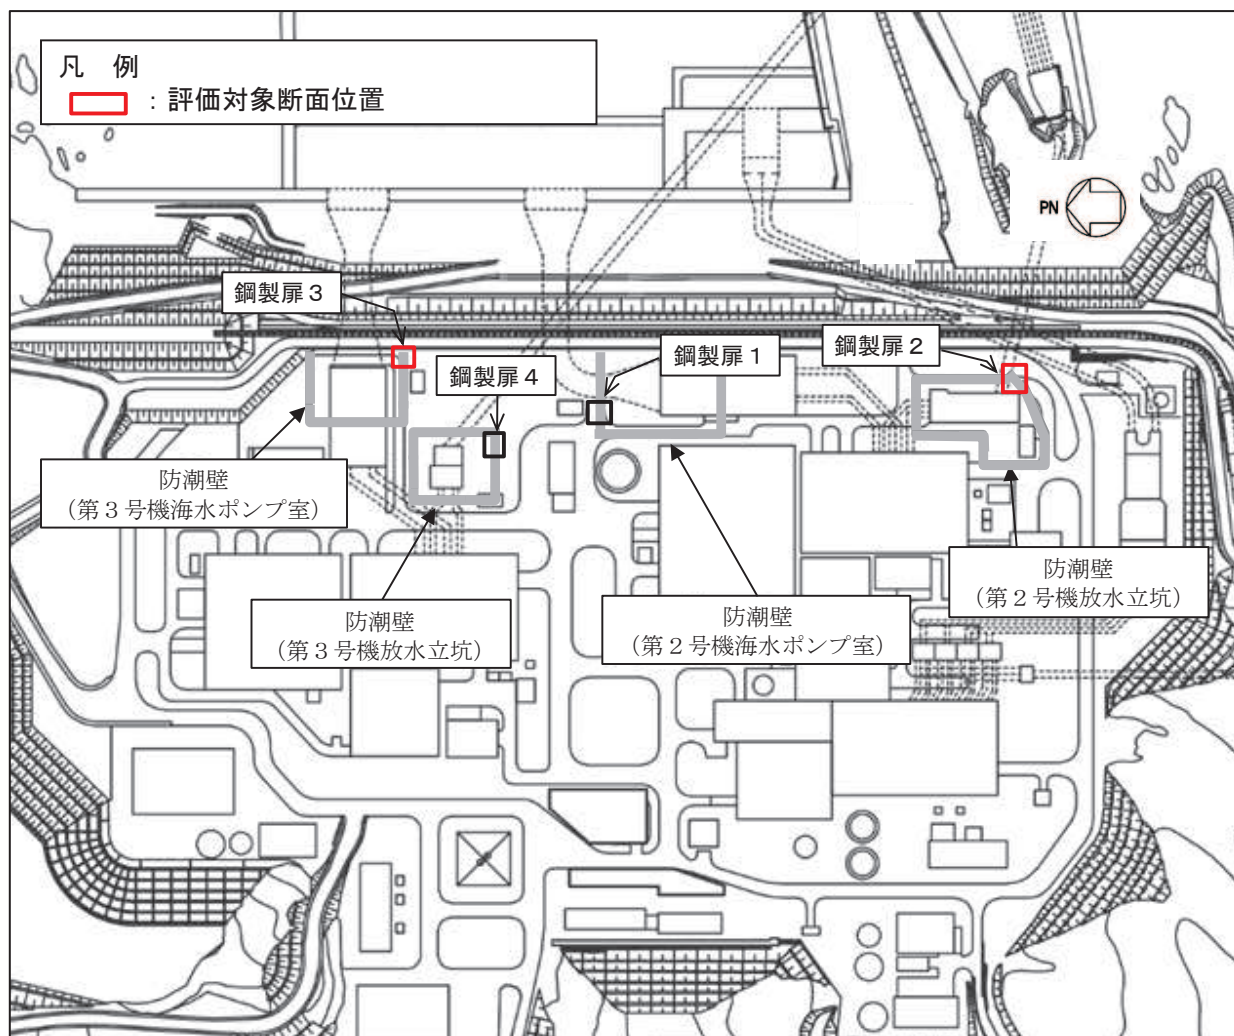 凡　例
：評価対象断面位置
PN
鋼製扉３
鋼製扉４
鋼製扉１
鋼製扉２
防潮壁
（第３号機海水ポンプ室）
防潮壁
（第３号機放水立坑）
防潮壁
（第２号機海水ポンプ室）
防潮壁
（第２号機放水立坑）